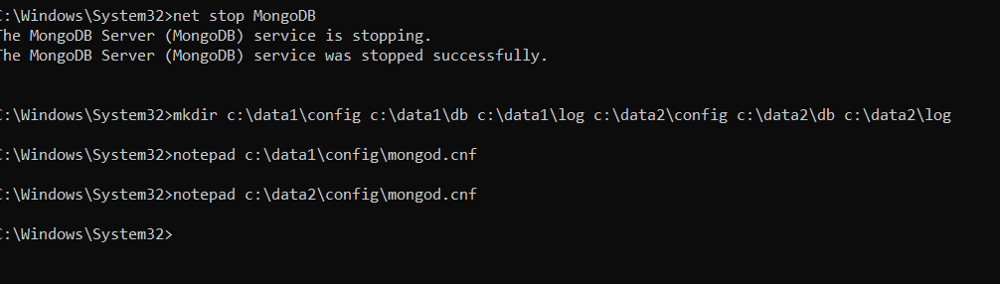 :\Windows\System32>net stop MongoDB
he MongoDB Server (MongoDB) service is stopping.
he MongoDB Server (MongoDB) service was stopped successfully.
:\Windows\System32>mkdir c:\data1\config c:\data1\db c:\data1\log c:\data2\config c:\data2\db c:\data2\log
:\Windows\System32>notepad c:\data1\config\mongod.cnf
:\Windows\System32>notepad c:\data2\config\mongod.cnf
:\Windows\System32>